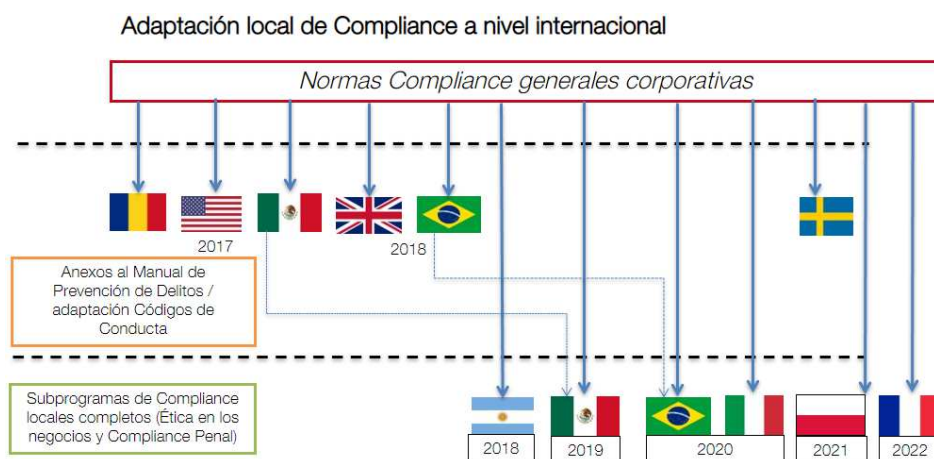 Adaptación local de Compliance a nivel internacional
Normas Compliance generales corporativas
2017
2018
Anexos al Manual de
Prevención de Delitos /
adaptación Códigos de
Conducta
Subprogramas de Compliance
locales completos (Ética en los
negocios y Compliance Penal)
2018
2019
2020
2021
2022